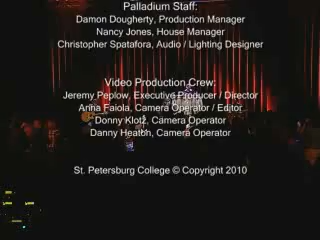 Palladium Staff:
Damon Dougherty, Production Manager
Nancy Jones, House Manager
Christopher Spatafora, Audio / Lighting Designer
Video Production Crew:
Jeremy Peplow, Executive Producer / Director
Anna Faiola, Camera Operator / Editor
Donny Klotz, Camera Operator
Danny Heaton, Camera Operator
St. Petersburg College © Copyright 2010